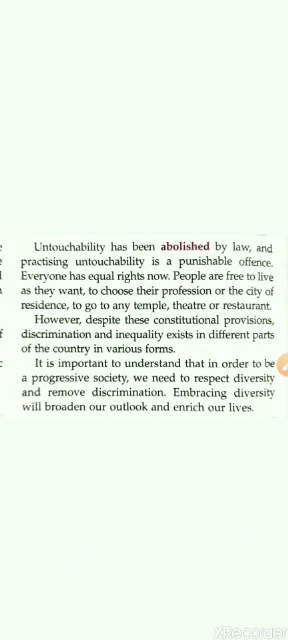 Untouchability has been abolished by law, and
practising untouchability is a punishable offence.
Everyone has equal rights now. People are free to live
as they want, to choose their profession or the city of
residence, to go to any temple, theatre or restaurant.
However, despite these constitutional provisions,
discrimination and inequality exists in different parts
of the country in various forms.
It is important to understand that in order to be
a progressive society, we need to respect diversity
and remove discrimination. Embracing diversity
will broaden our outlook and enrich our lives.
XRecorder